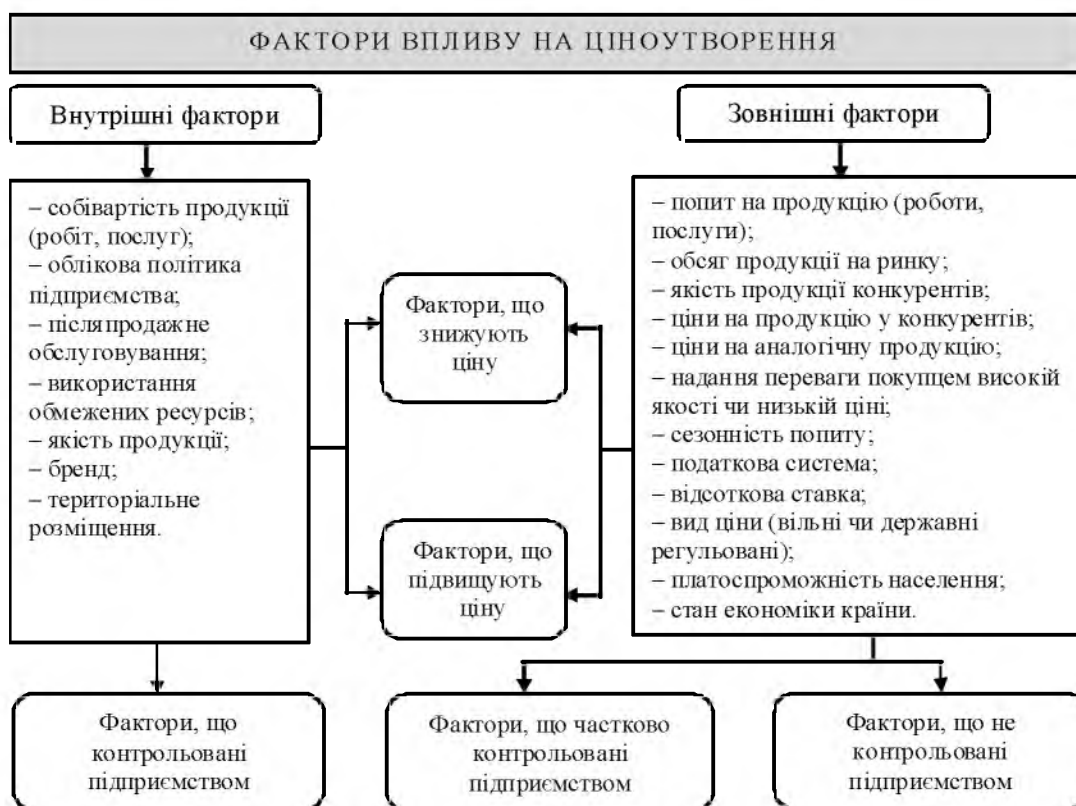 ФАКТОРИ ВПЛИВУ НА ЦІНОУТВОРЕННЯ
Внутрішні фактори
– собівартість продукції
(робіт, послуг);
– облікова політика
підприємства;
– післяпродажне
обслуговування;
– використання
обмежених ресурсів;
– якість продукції;
– бренд;
– територіальне
розміщення.
Фактори, що
знижують
ціну
Фактори, що
підвищують
ціну
Зовнішні фактори
– попит на продукцію (роботи,
послуги);
– обсяг продукції на ринку;
– якість продукції конкурентів;
– ціни на продукцію у конкурентів;
– ціни на аналогічну продукцію;
– надання переваги покупцем високій
якості чи низькій ціні;
– сезонність попиту;
– податкова система;
– відсоткова ставка;
– вид ціни (вільні чи державні
регульовані);
– платоспроможність населення;
– стан економіки країни.
Фактори, що
контрольовані
підприємством
Фактори, що частково
контрольовані
підприємством
Фактори, що не
контрольовані
підприємством